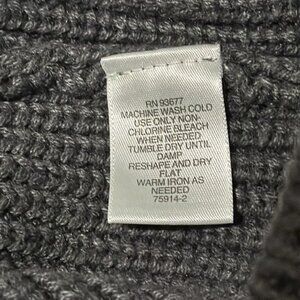 RN 93677
MACHINE WASH COLD
USE ONLY NON-
CHLORINE BLEACH
WHEN NEEDED
TUMBLE DRY UNTIL
DAMP
RESHAPE AND DRY
FLAT
WARM IRON AS
NEEDED
75914-2